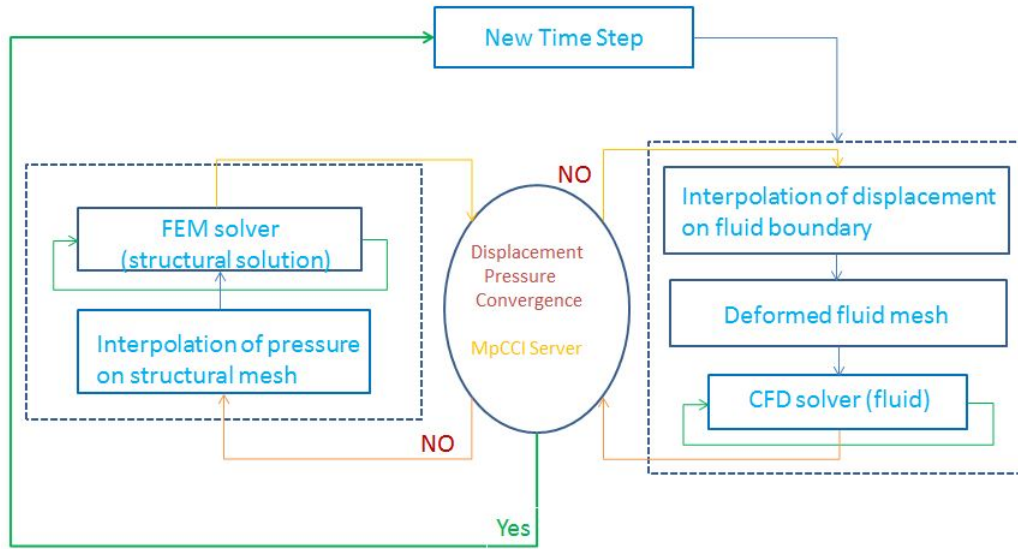 New Time Step
NO
Interpolation of displacement
on fluid boundary
FEM solver
(structural solution)
Displacement
Pressure
Convergence
MpCCI Server
Deformed fluid mesh
Interpolation of pressure
on structural mesh
CFD solver (fluid)
NO
Yes